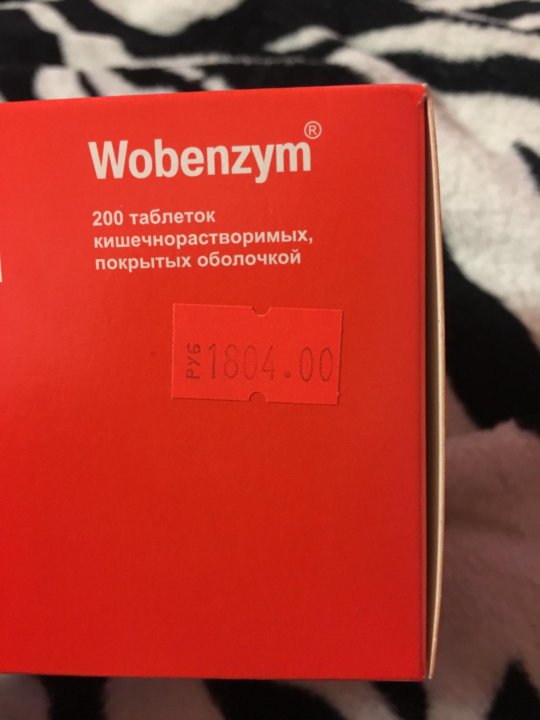 Wobenzym®
200 таблеток
кишечнорастворимых,
покрытых оболочкой
РУБ 1804.00